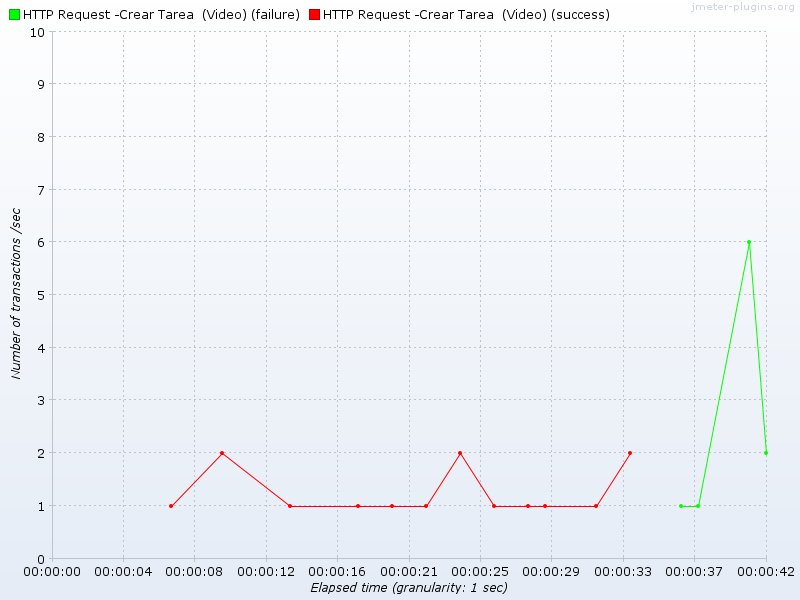 HTTP Request -Crear Tarea  (Video) (failure) HTTP Request -Crear Tarea  (Video) (success)
jmeter-plugins.org
10
9
8
7
6
5
4
3
2
1
0
Number of transactions /sec
00:00:00 00:00:04 00:00:08 00:00:12 00:00:16 00:00:21 00:00:25 00:00:29 00:00:33 00:00:37 00:00:42
Elapsed time (granularity: 1 sec)